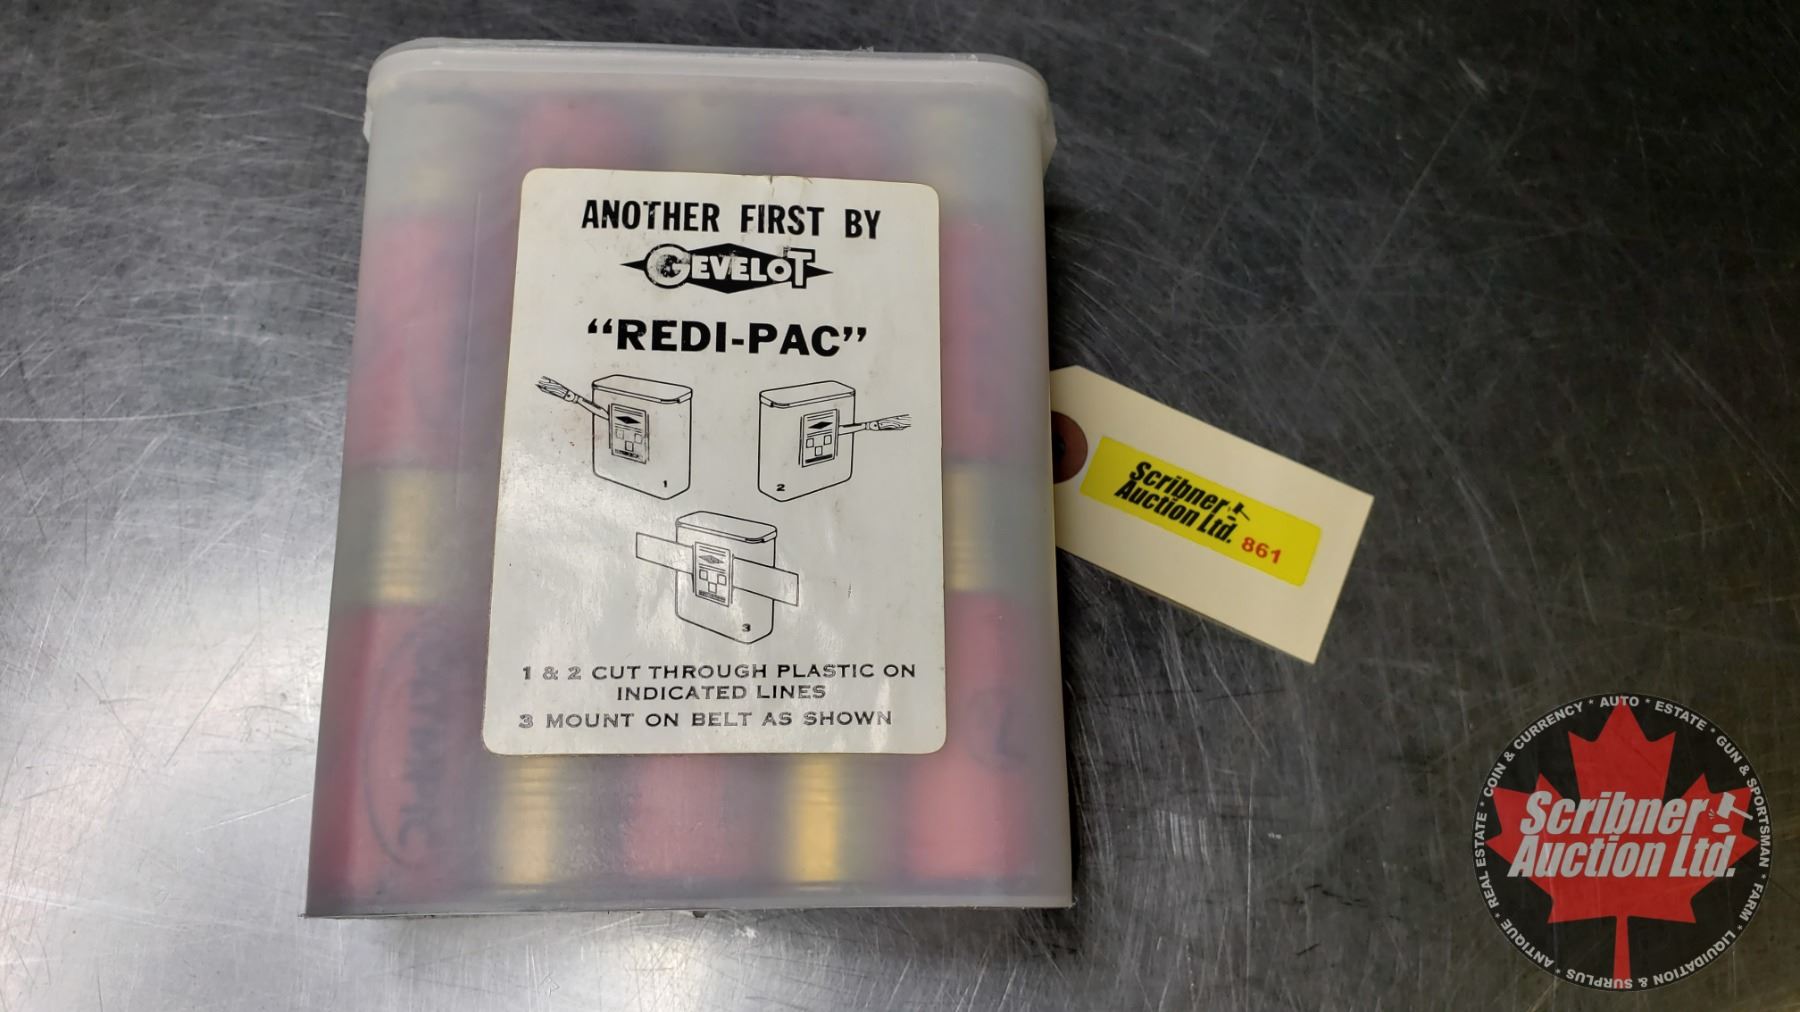 ANOTHER FIRST BY
GEVELOT
“REDI-PAC”
1
2
3
1 & 2 CUT THROUGH PLASTIC ON
INDICATED LINES
3 MOUNT ON BELT AS SHOWN
Scribner
Auction Ltd. 861
* AUTO * ESTATE * GUN & SPORTSMAN * FARM * LIQUIDATION & SURPLUS * ANTIQUE * REAL ESTATE * COIN & CURRENCY
Scribner
Auction Ltd.